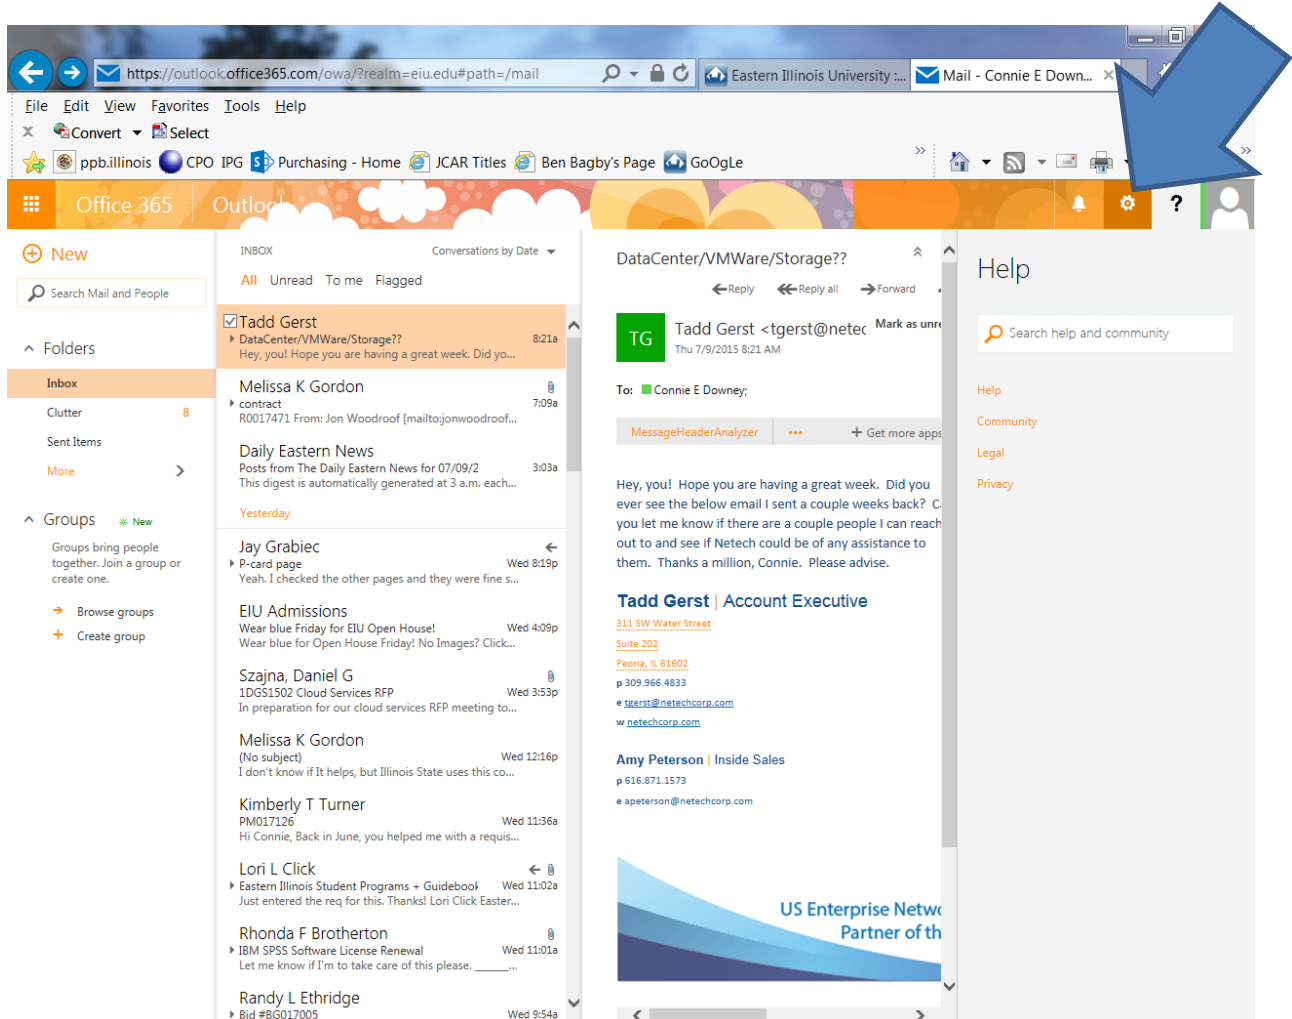 https://outlook.office365.com/owa/?realm=eiu.edu#path=/mail
Eastern Illinois University :...
Mail - Connie E Down...
File Edit View Favorites Tools Help
x Convert Select
ppb.illinois CPO IPG Purchasing - Home JCAR Titles Ben Bagby's Page GoOgLe
Office 365 Outlook
?
New
Search Mail and People
Folders
Inbox
Clutter 8
Sent Items
More
Groups New
Groups bring people
together. Join a group or
create one.
Browse groups
Create group
INBOX Conversations by Date
All Unread To me Flagged
Tadd Gerst
DataCenter/VMWare/Storage?? 8:21a
Hey, you! Hope you are having a great week. Did yo...
Melissa K Gordon
contract 7:09a
R0017471 From: Jon Woodroof [mailto:jonwoodroof...
Daily Eastern News
Posts from The Daily Eastern News for 07/09/2 3:03a
This digest is automatically generated at 3 a.m. each...
Yesterday
Jay Grabiec
P-card page Wed 8:19p
Yeah. I checked the other pages and they were fine s...
EIU Admissions
Wear blue Friday for EIU Open House! Wed 4:09p
Wear blue for Open House Friday! No Images? Click...
Szajna, Daniel G
1DGS1502 Cloud Services RFP Wed 3:53p
In preparation for our cloud services RFP meeting to...
Melissa K Gordon
(No subject) Wed 12:16p
I don't know if It helps, but Illinois State uses this co...
Kimberly T Turner
PM017126 Wed 11:36a
Hi Connie, Back in June, you helped me with a requis...
Lori L Click
Eastern Illinois Student Programs + Guidebook Wed 11:02a
Just entered the req for this. Thanks! Lori Click Easter...
Rhonda F Brotherton
IBM SPSS Software License Renewal Wed 11:01a
Let me know if I'm to take care of this please. ______...
Randy L Ethridge
Bid #BG017005 Wed 9:54a
DataCenter/VMWare/Storage??
Reply Reply all Forward
TG
Tadd Gerst <tgerst@netec Mark as unre
Thu 7/9/2015 8:21 AM
To: Connie E Downey;
MessageHeaderAnalyzer ... + Get more apps
Hey, you! Hope you are having a great week. Did you
ever see the below email I sent a couple weeks back? C
you let me know if there are a couple people I can reach
out to and see if Netech could be of any assistance to
them. Thanks a million, Connie. Please advise.
Tadd Gerst | Account Executive
311 SW Water Street
Suite 202
Peoria, IL 61602
p 309.966.4833
e tgerst@netechcorp.com
w netechcorp.com
Amy Peterson | Inside Sales
p 616.871.1573
e apeterson@netechcorp.com
US Enterprise Netwo
Partner of th
Help
Search help and community
Help
Community
Legal
Privacy